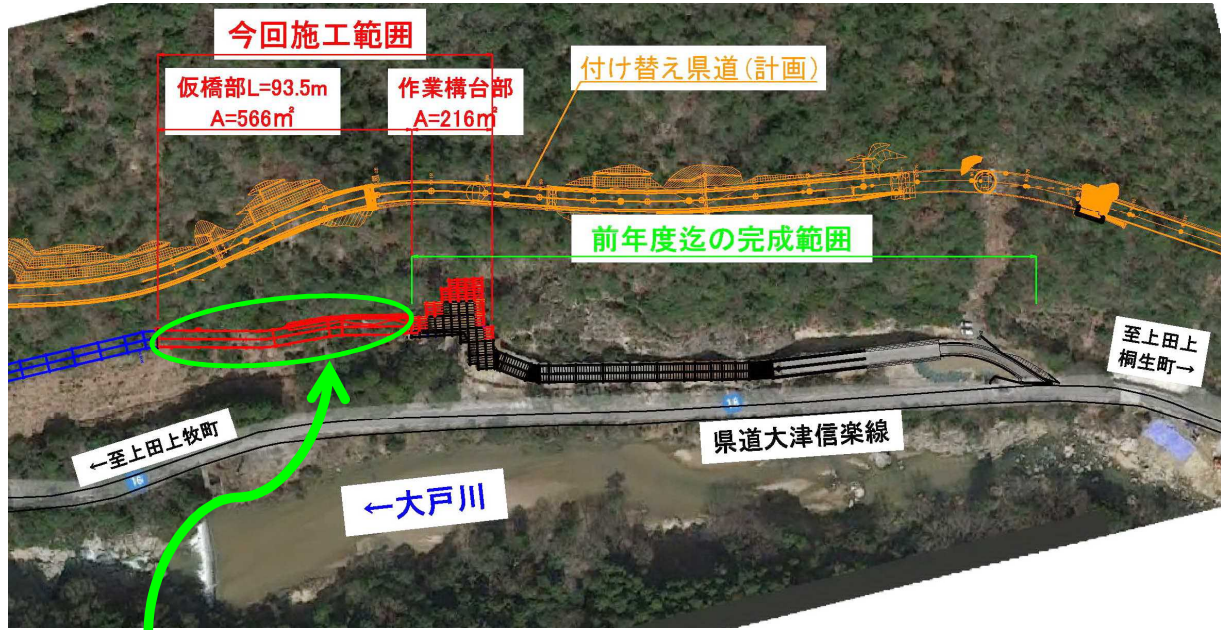 今回施工範囲
仮橋部L=93.5m
A=566㎡
作業構台部
A=216㎡
付け替え県道(計画)
前年度迄の完成範囲
至上田上
桐生町→
県道大津信楽線
16
←至上田上牧町
16
←大戸川